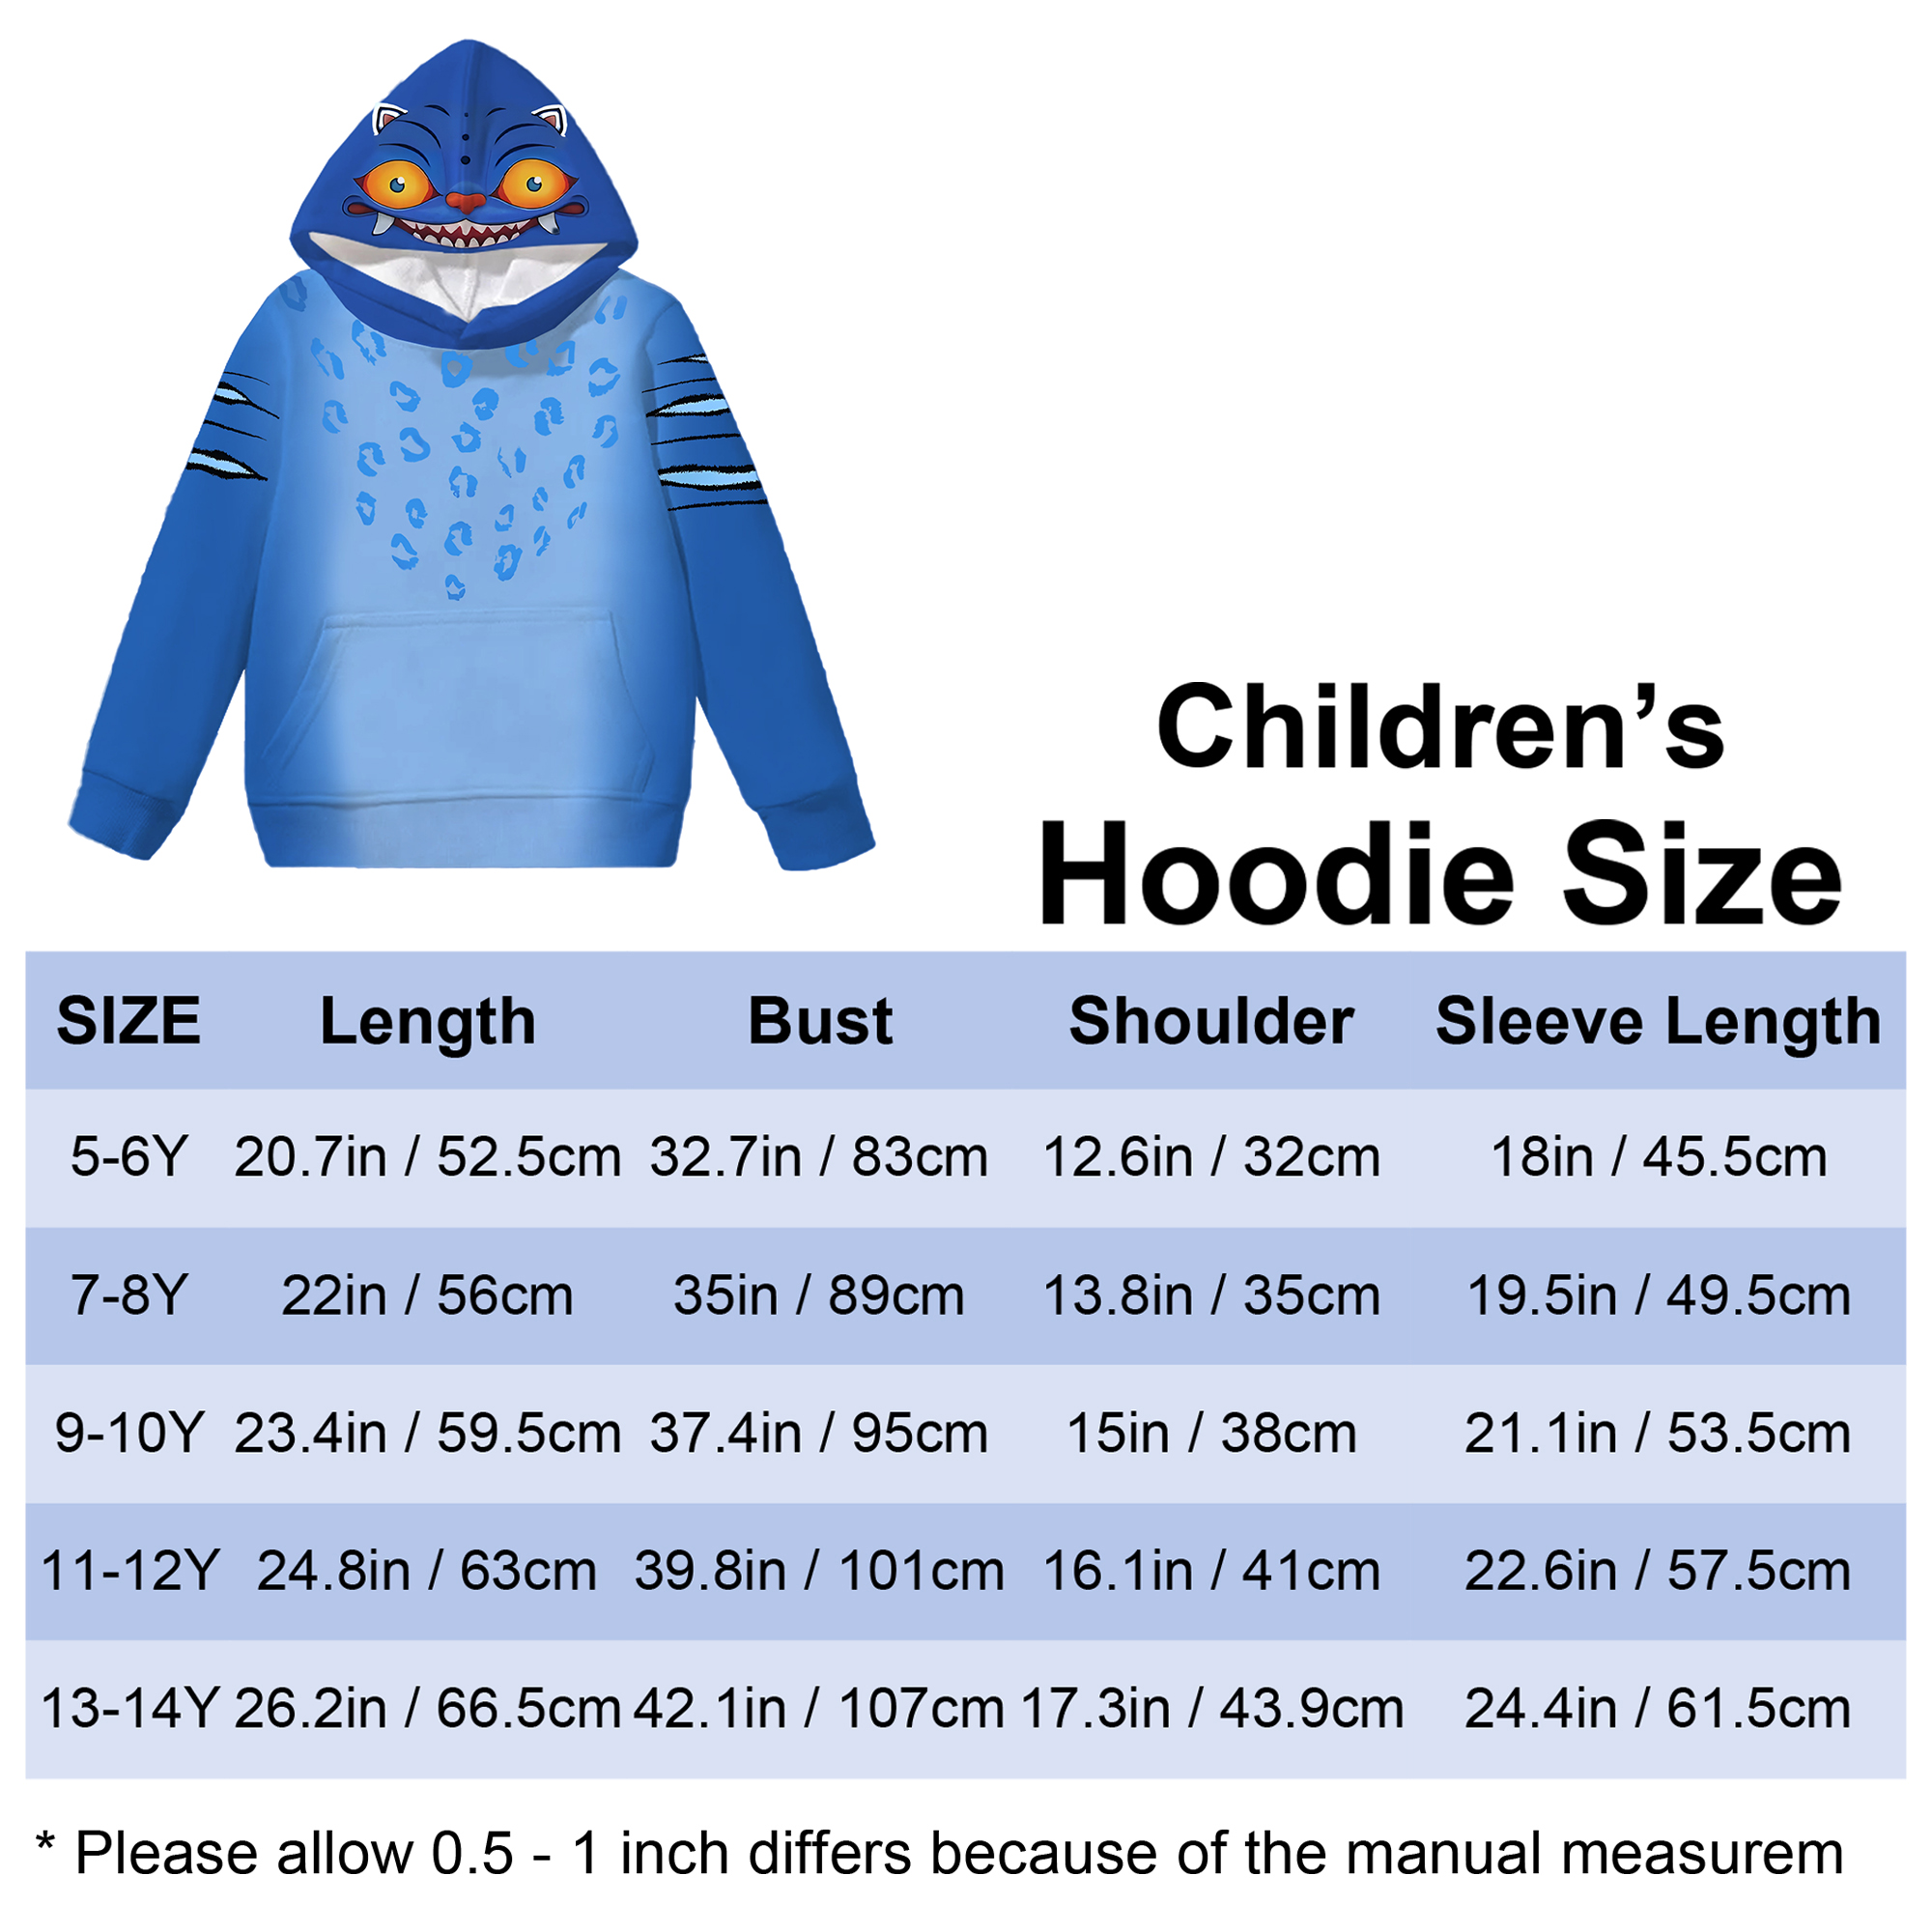 Children’s
Hoodie Size
SIZE Length Bust Shoulder Sleeve Length
5-6Y 20.7in / 52.5cm 32.7in / 83cm 12.6in / 32cm 18in / 45.5cm
7-8Y 22in / 56cm 35in / 89cm 13.8in / 35cm 19.5in / 49.5cm
9-10Y 23.4in / 59.5cm 37.4in / 95cm 15in / 38cm 21.1in / 53.5cm
11-12Y 24.8in / 63cm 39.8in / 101cm 16.1in / 41cm 22.6in / 57.5cm
13-14Y 26.2in / 66.5cm 42.1in / 107cm 17.3in / 43.9cm 24.4in / 61.5cm
* Please allow 0.5 - 1 inch differs because of the manual measurem